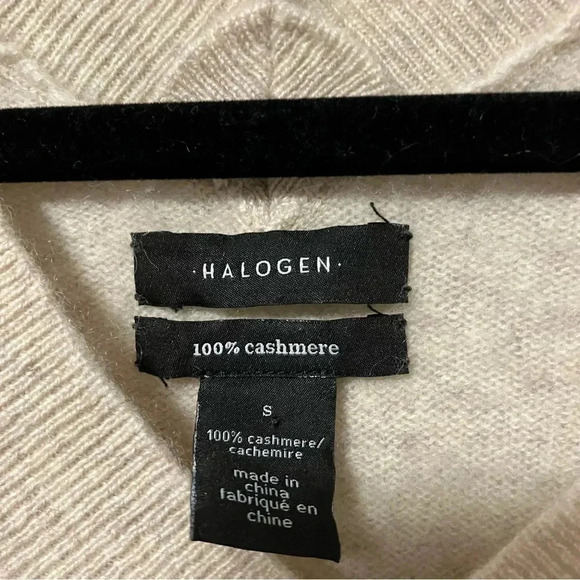 ·HALOGEN·
100% cashmere
S
100% cashmere/
cachemire
made in
china
fabriqué en
chine